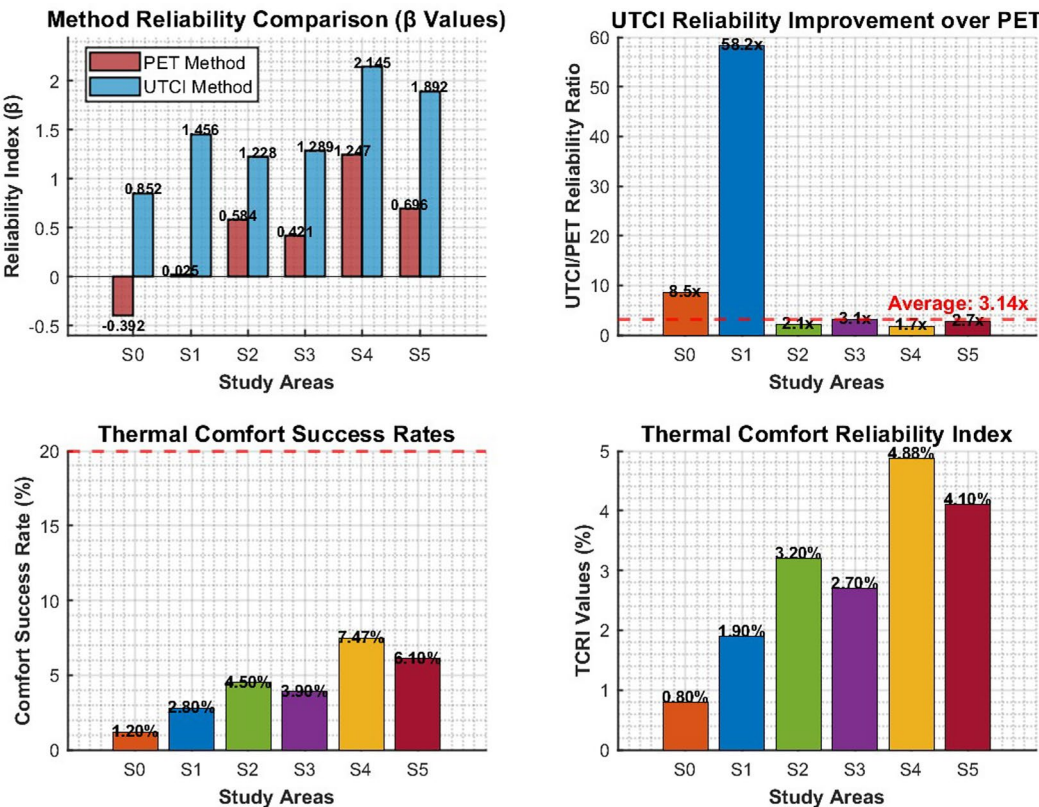 Method Reliability Comparison (β Values)
Reliability Index (β)
2
1.5
1
0.5
0
-0.5
PET Method
UTCI Method
-0.392
0.852
0.025
1.456
0.584
1.228
0.421
1.289
1.247
2.145
0.696
1.892
S0 S1 S2 S3 S4 S5
Study Areas
UTCI Reliability Improvement over PET
UTCI/PET Reliability Ratio
60
50
40
30
20
10
0
8.5x
58.2x
2.1x
3.1x
1.7x
2.7x
Average: 3.14x
S0 S1 S2 S3 S4 S5
Study Areas
Thermal Comfort Success Rates
Comfort Success Rate (%)
20
15
10
5
0
1.20%
2.80%
4.50%
3.90%
7.47%
6.10%
S0 S1 S2 S3 S4 S5
Study Areas
Thermal Comfort Reliability Index
TCRI Values (%)
5
4
3
2
1
0
0.80%
1.90%
3.20%
2.70%
4.88%
4.10%
S0 S1 S2 S3 S4 S5
Study Areas